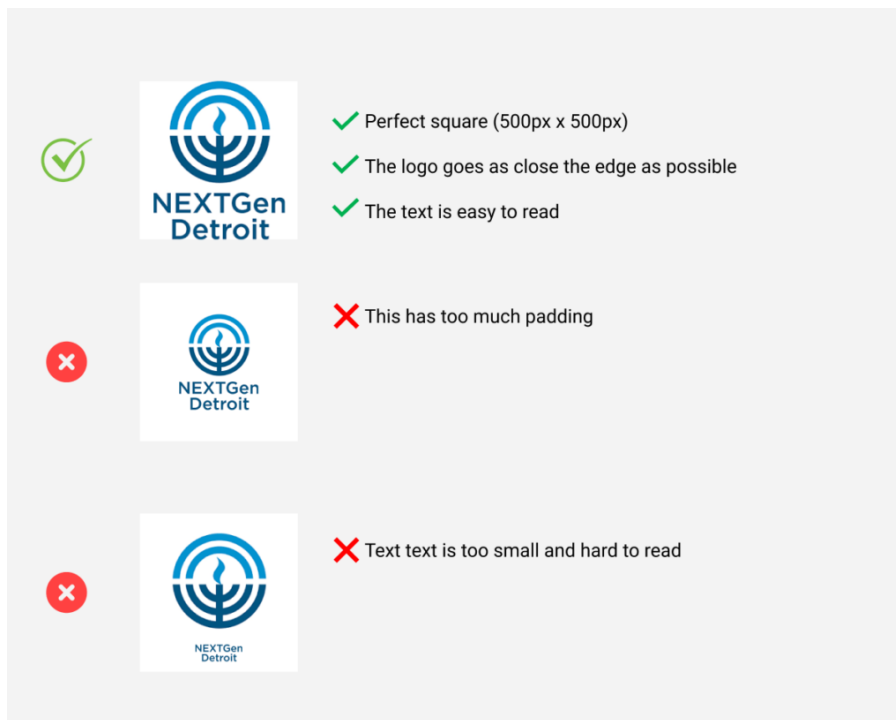 NEXTGen
Detroit
Perfect square (500px x 500px)
The logo goes as close the edge as possible
The text is easy to read
NEXTGen
Detroit
This has too much padding
NEXTGen
Detroit
Text text is too small and hard to read